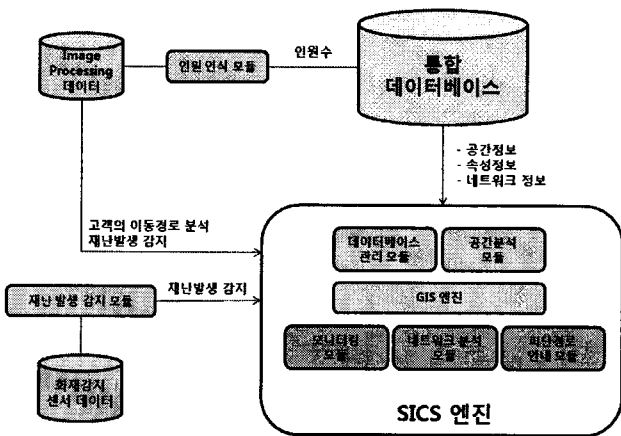 Image
Processing
데이터
인원 인식 모듈
인원수
통합
데이터베이스
- 공간정보
- 속성정보
- 네트워크 정보
고객의 이동경로 분석
재난발생 감지
재난 발생 감지 모듈
재난발생 감지
화재감지
센서 데이터
데이터베이스
관리 모듈
공간분석
모듈
GIS 엔진
모니터링
모듈
네트워크 분석
모듈
안내 모듈
SICS 엔진